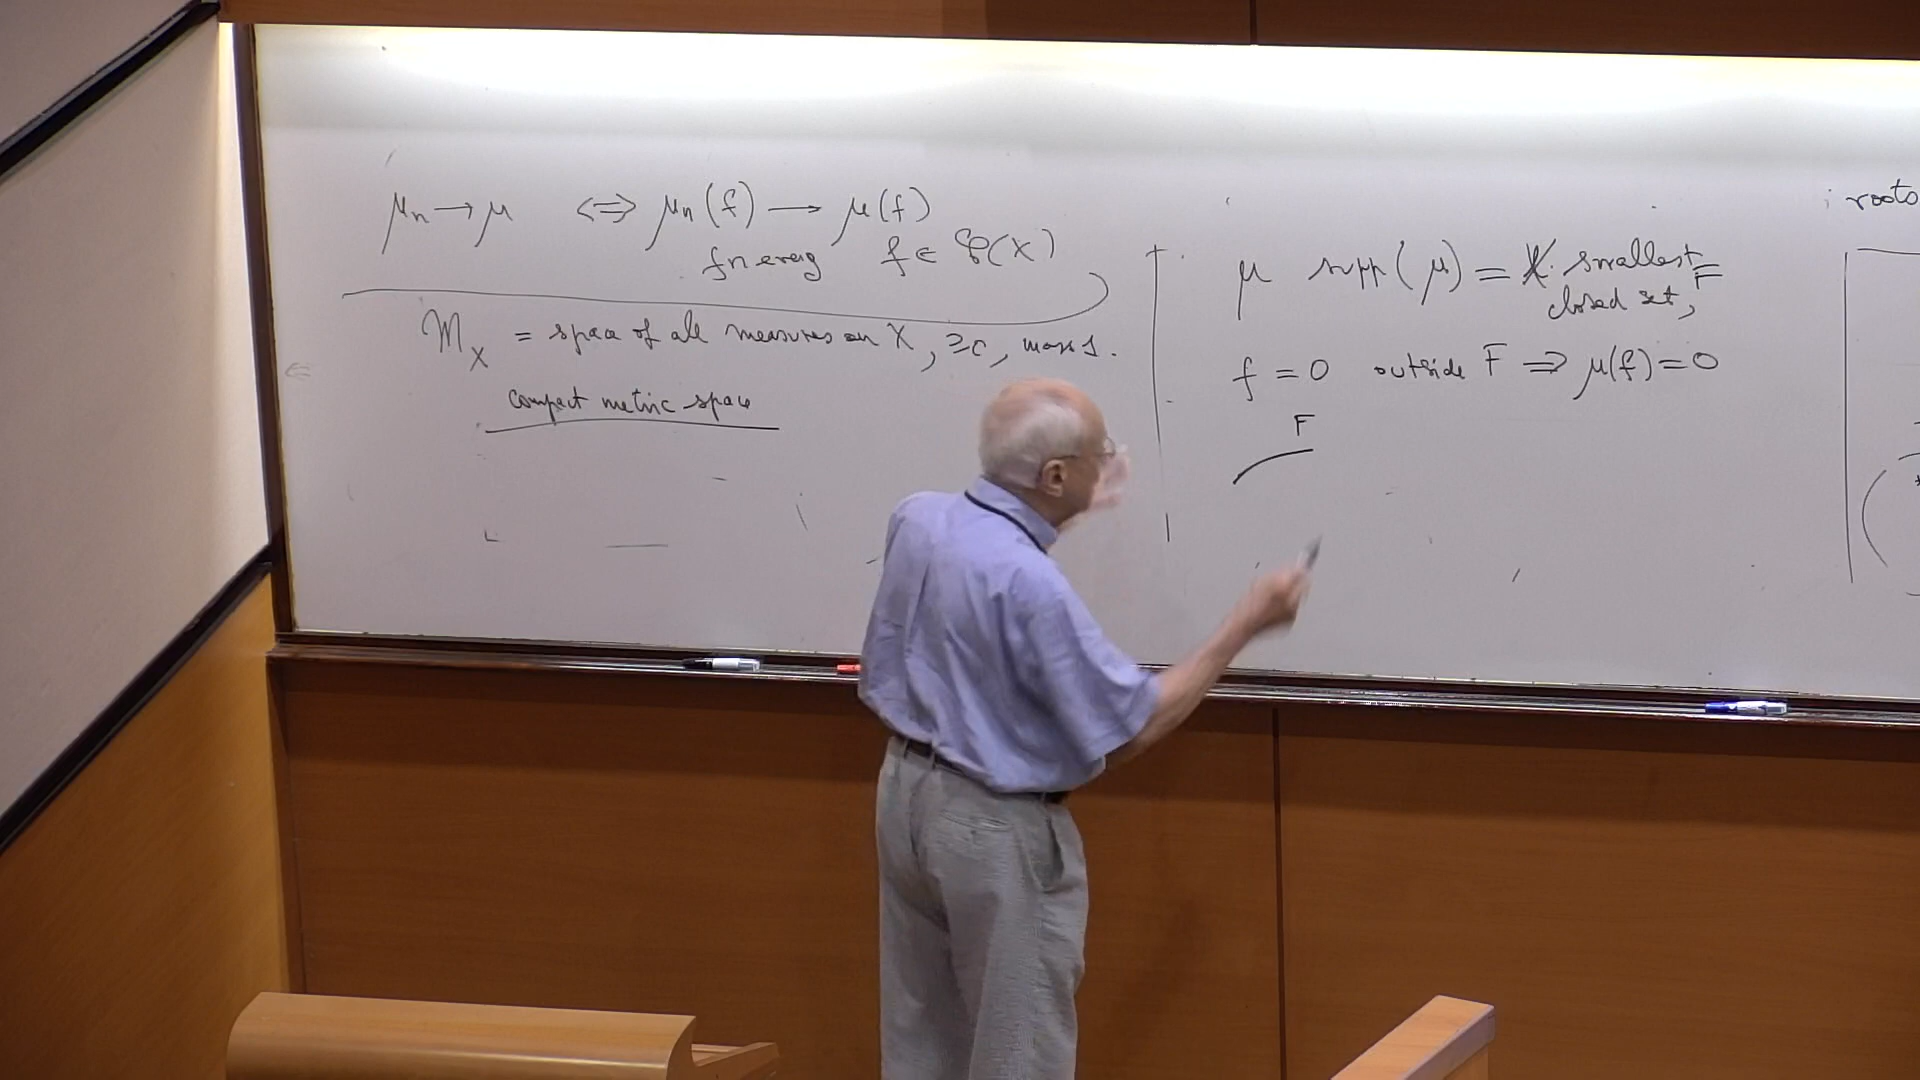 μn → μ ⇔ μn(f) → μ(f)
for every f ∈ C(X)
M_X = space of all measures on X, ≥0, mass 1.
compact metric space
μ supp(μ) = smallest F
closed set,
f = 0 outside F ⇒ μ(f) = 0
F
roots